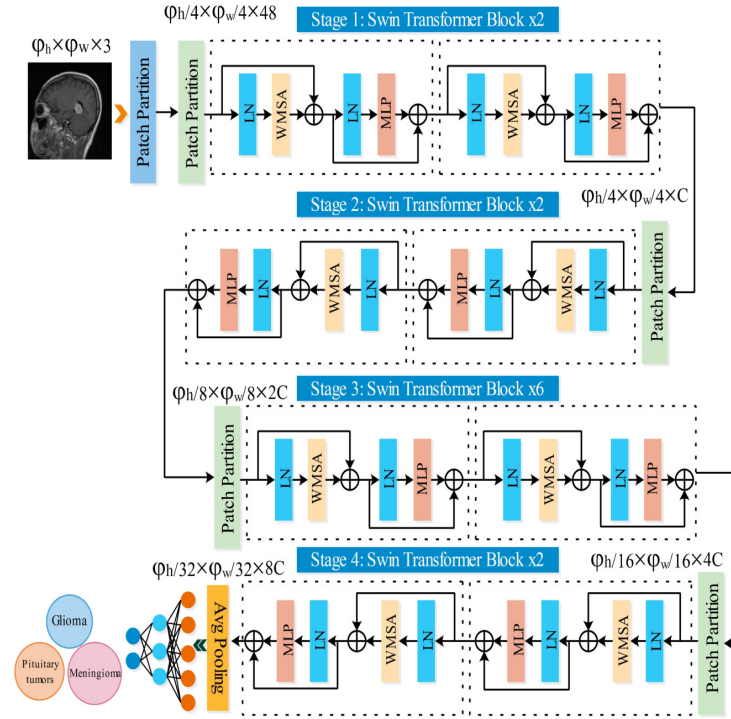 φh×φw×3
φh/4×φw/4×48
Stage 1: Swin Transformer Block x2
Patch Partition
Patch Partition
LN
WMSA
LN
MLP
LN
WMSA
LN
MLP
Stage 2: Swin Transformer Block x2
φh/4×φw/4×C
MLP
LN
WMSA
LN
MLP
LN
WMSA
LN
Patch Partition
Stage 3: Swin Transformer Block x6
φh/8×φw/8×2C
Patch Partition
LN
WMSA
LN
MLP
LN
WMSA
LN
MLP
Stage 4: Swin Transformer Block x2
φh/32×φw/32×8C
φh/16×φw/16×4C
Glioma
Pituitary
tumors
Meningioma
Avg Pooling
MLP
LN
WMSA
LN
MLP
LN
WMSA
LN
Patch Partition